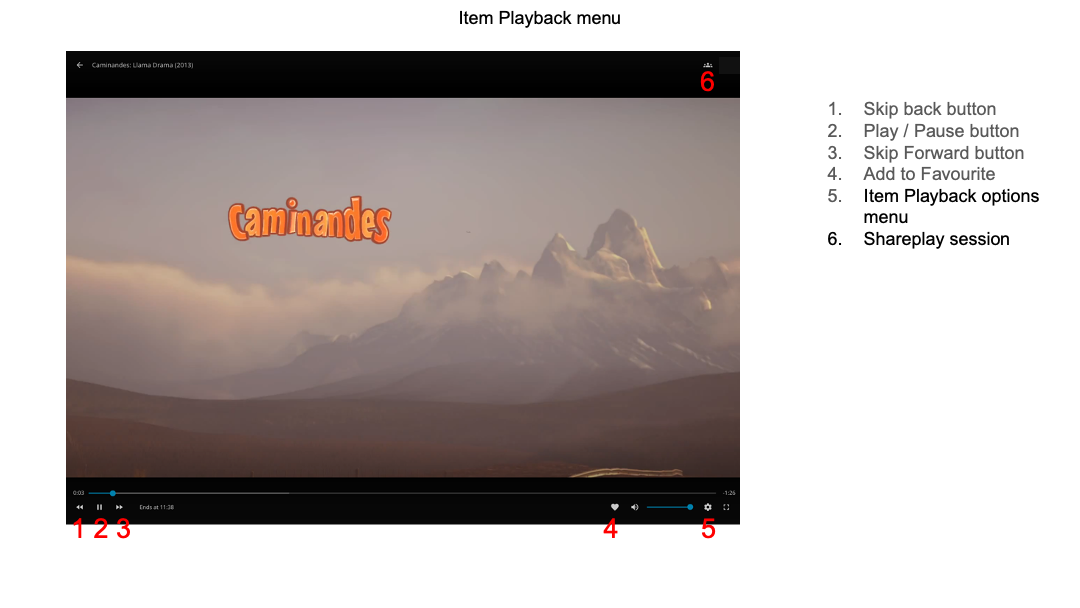 Item Playback menu
Caminandes: Llama Drama (2013)
6
Caminandes
0:03
-1:26
Ends at 11:38
1 2 3
4
5
1. Skip back button
2. Play / Pause button
3. Skip Forward button
4. Add to Favourite
5. Item Playback options
menu
6. Shareplay session